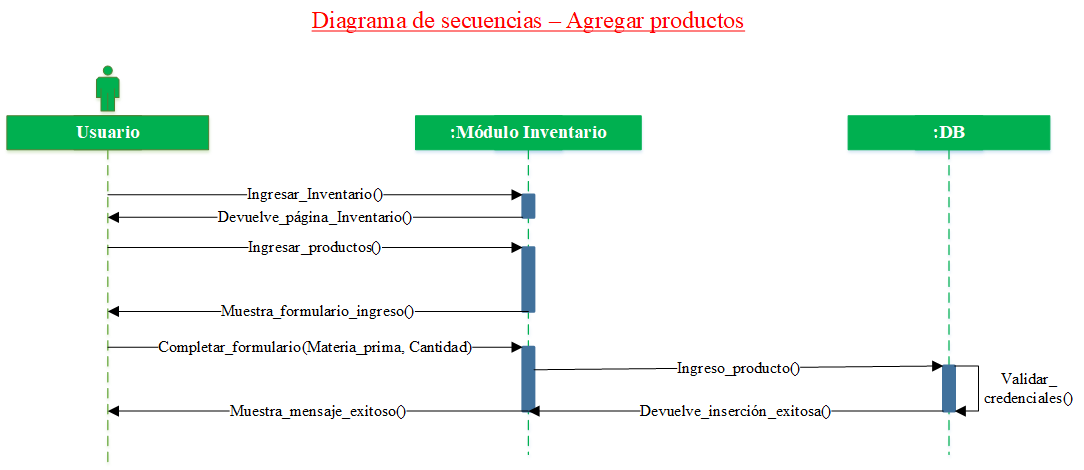 Diagrama de secuencias – Agregar productos
Usuario
:Módulo Inventario
:DB
Ingresar_Inventario()
Devuelve_página_Inventario()
Ingresar_productos()
Muestra_formulario_ingreso()
Completar_formulario(Materia_prima, Cantidad)
Ingreso_producto()
Validar_
credenciales()
Muestra_mensaje_exitoso()
Devuelve_inserción_exitosa()